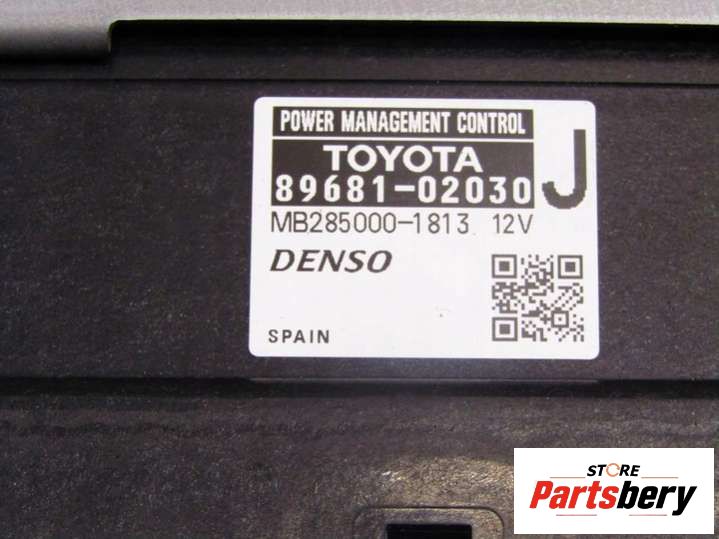 POWER MANAGEMENT CONTROL
TOYOTA
89681-02030 J
MB285000-1813 12V
DENSO
SPAIN
STORE
Partsbery